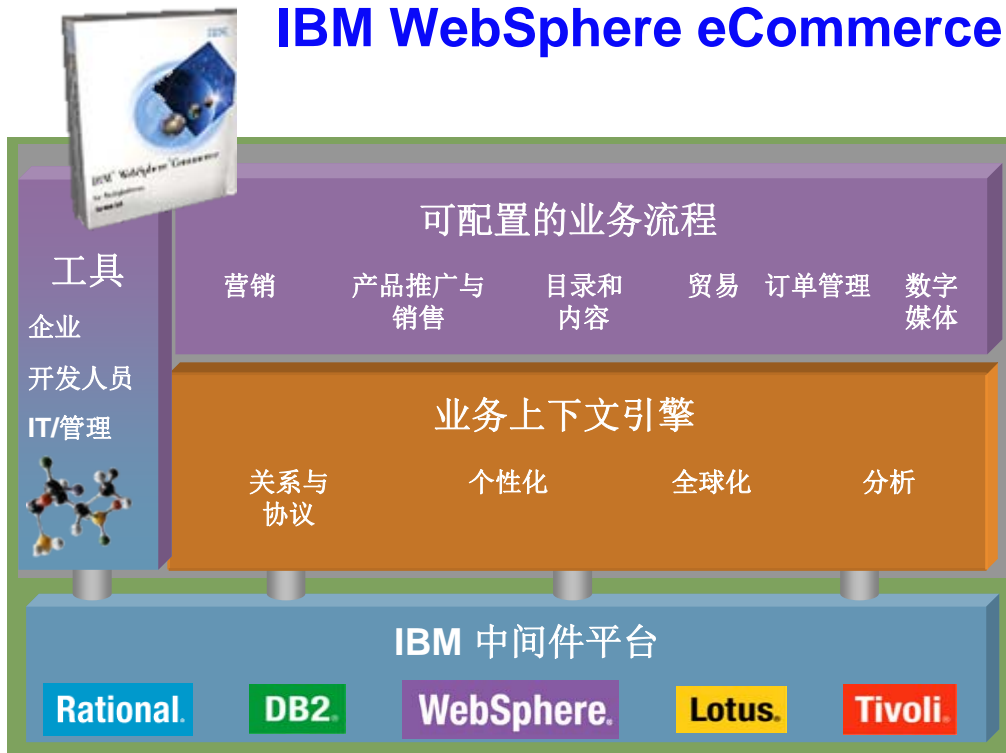 IBM WebSphere eCommerce
IBM
IBM WebSphere Commerce
工具
企业
开发人员
IT/管理
可配置的业务流程
营销
产品推广与
销售
目录和
内容
贸易
订单管理
数字
媒体
业务上下文引擎
关系与
协议
个性化
全球化
分析
IBM 中间件平台
Rational.
DB2.
WebSphere.
Lotus.
Tivoli.